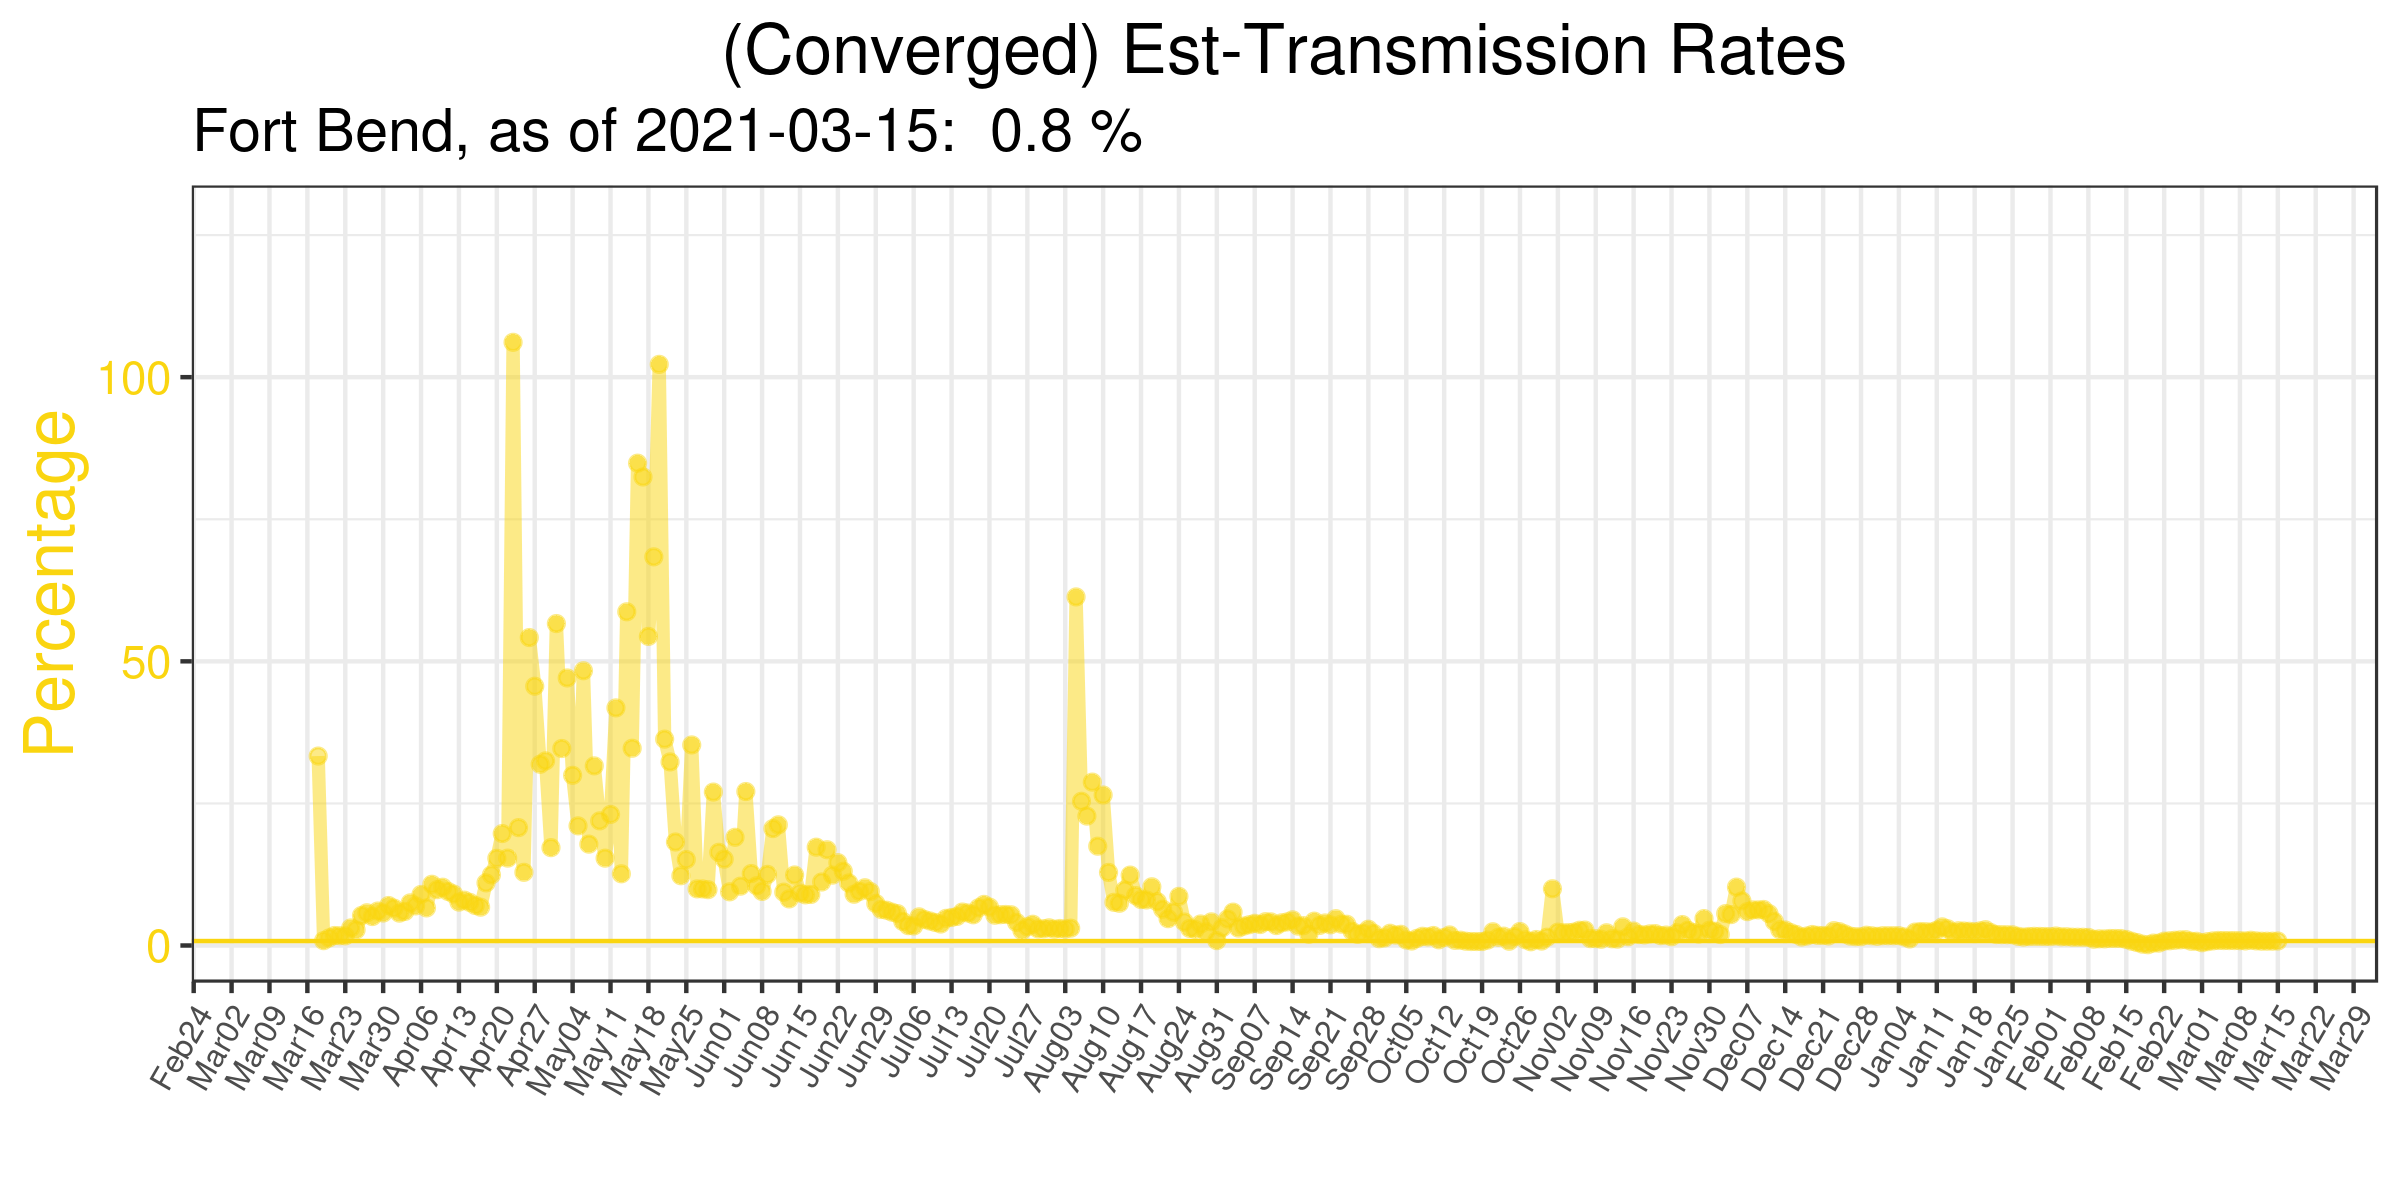 (Converged) Est-Transmission Rates
Fort Bend, as of 2021-03-15:  0.8 %
Percentage
100
50
0
Feb24
Mar02
Mar09
Mar16
Mar23
Mar30
Apr06
Apr13
Apr20
Apr27
May04
May11
May18
May25
Jun01
Jun08
Jun15
Jun22
Jun29
Jul06
Jul13
Jul20
Jul27
Aug03
Aug10
Aug17
Aug24
Aug31
Sep07
Sep14
Sep21
Sep28
Oct05
Oct12
Oct19
Oct26
Nov02
Nov09
Nov16
Nov23
Nov30
Dec07
Dec14
Dec21
Dec28
Jan04
Jan11
Jan18
Jan25
Feb01
Feb08
Feb15
Feb22
Mar01
Mar08
Mar15
Mar22
Mar29